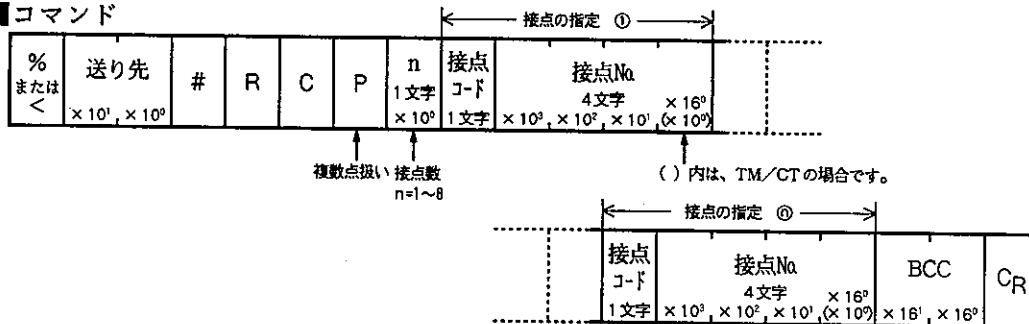 ■コマンド
接点の指定 ①
% または <
送り先 ×10¹ ×10⁰
#
R
C
P
n 1文字 ×10⁰
接点コード 1文字
接点No. 4文字 ×10³ ×10² ×10¹ ×16⁰ (×10⁰)
複数点扱い
接点数 n=1〜8
( )内は、TM/CTの場合です。
接点の指定 ⓝ
接点コード 1文字
接点No. 4文字 ×10³ ×10² ×10¹ ×16⁰ (×10⁰)
BCC ×16¹ ×16⁰
CR